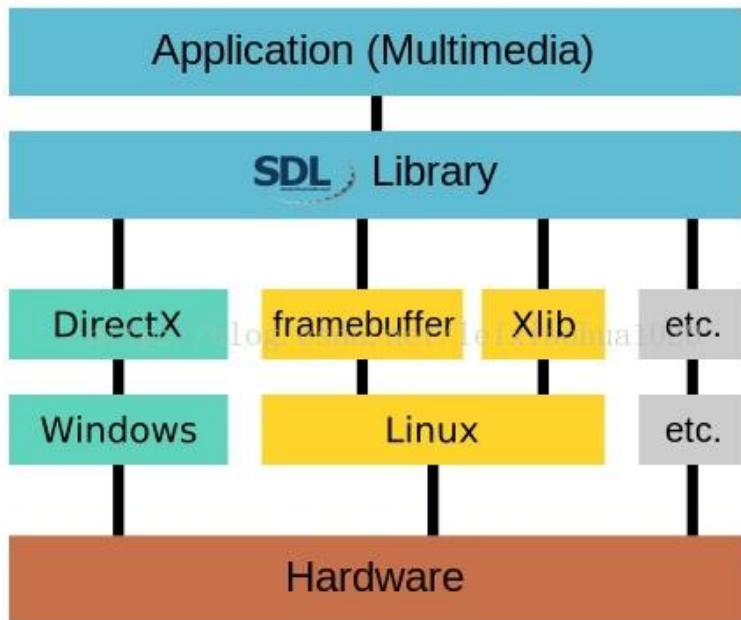 Application (Multimedia)
SDL Library
DirectX framebuffer Xlib etc.
Windows Linux etc.
Hardware